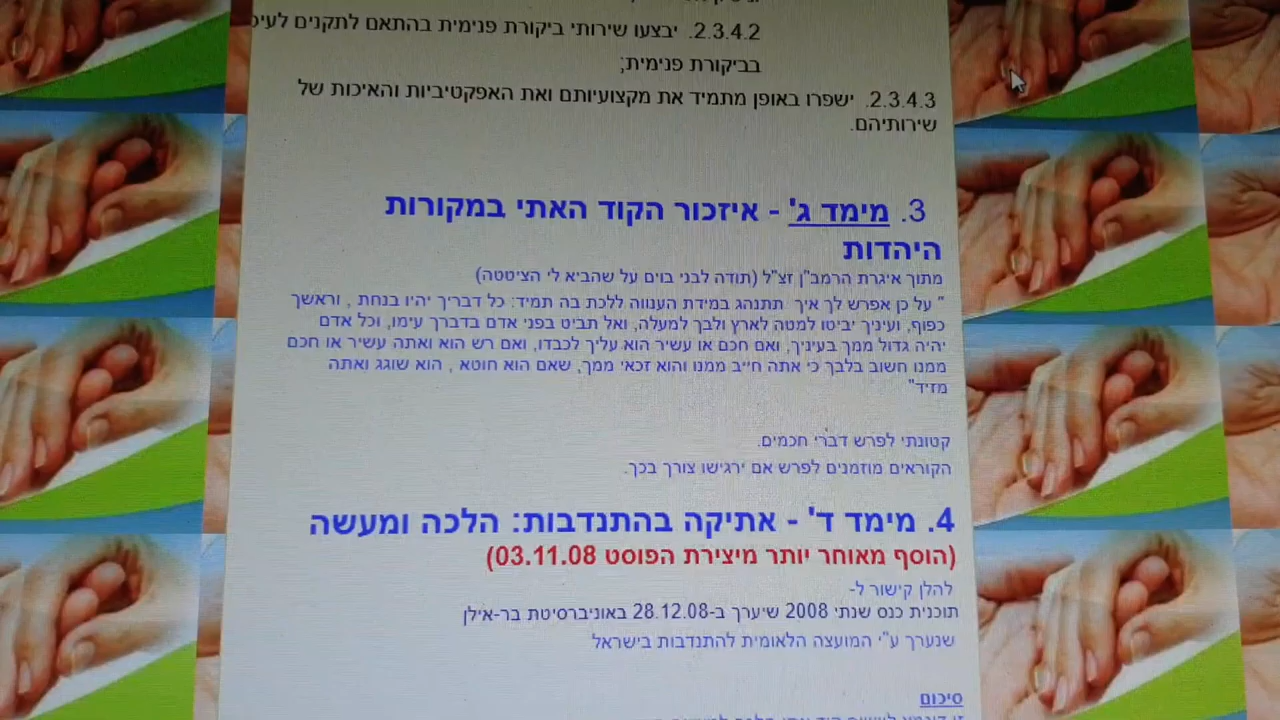 2.3.4.2. יבצעו שירותי ביקורת פנימית בהתאם לתקנים
בביקורת פנימית;
2.3.4.3. ישפרו באופן מתמיד את מקצועיותם ואת האפקטיביות והאיכות של
שירותיהם.
3. מימד ג' - איזכור הקוד האתי במקורות
היהדות
מתוך איגרת הרמב"ן זצ"ל (תודה לבני בוים על שהביא לי הציטטה)
" על כן אפרש לך איך תתנהג במידת הענווה ללכת בה תמיד: כל דבריך יהיו בנחת , וראשך
כפוף, ועיניך יביטו למטה לארץ ולבך למעלה, ואל תביט בפני אדם בדברך עימו, וכל אדם
יהיה גדול ממך בעיניך, ואם חכם או עשיר הוא עליך לכבדו, ואם רש הוא ואתה עשיר או חכם
ממנו חשוב בלבך כי אתה חייב ממנו והוא זכאי ממך, שאם הוא חוטא , הוא שוגג ואתה
מזיד"
קטונתי לפרש דברי חכמים.
הקוראים מוזמנים לפרש אם ירגישו צורך בכך.
4. מימד ד' - אתיקה בהתנדבות: הלכה ומעשה
(הוסף מאוחר יותר מיצירת הפוסט 03.11.08)
להלן קישור ל-
תוכנית כנס שנתי 2008 שיערך ב-28.12.08 באוניברסיטת בר-אילן
שנערך ע"י המועצה הלאומית להתנדבות בישראל
סיכום